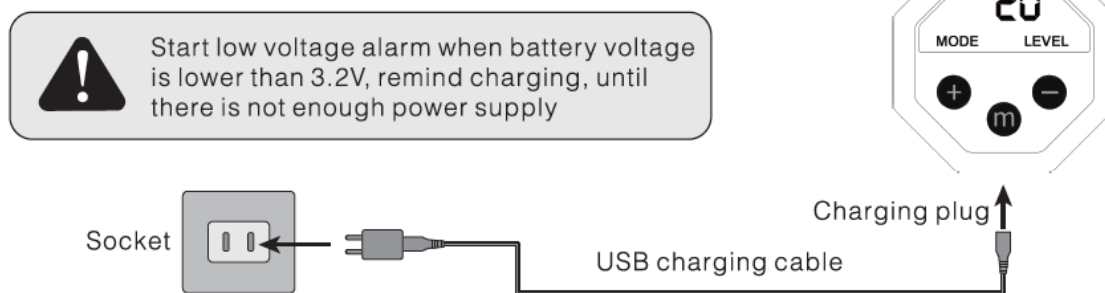 20
MODE LEVEL
Start low voltage alarm when battery voltage
is lower than 3.2V, remind charging, until
there is not enough power supply
+ −
m
Charging plug
Socket
USB charging cable